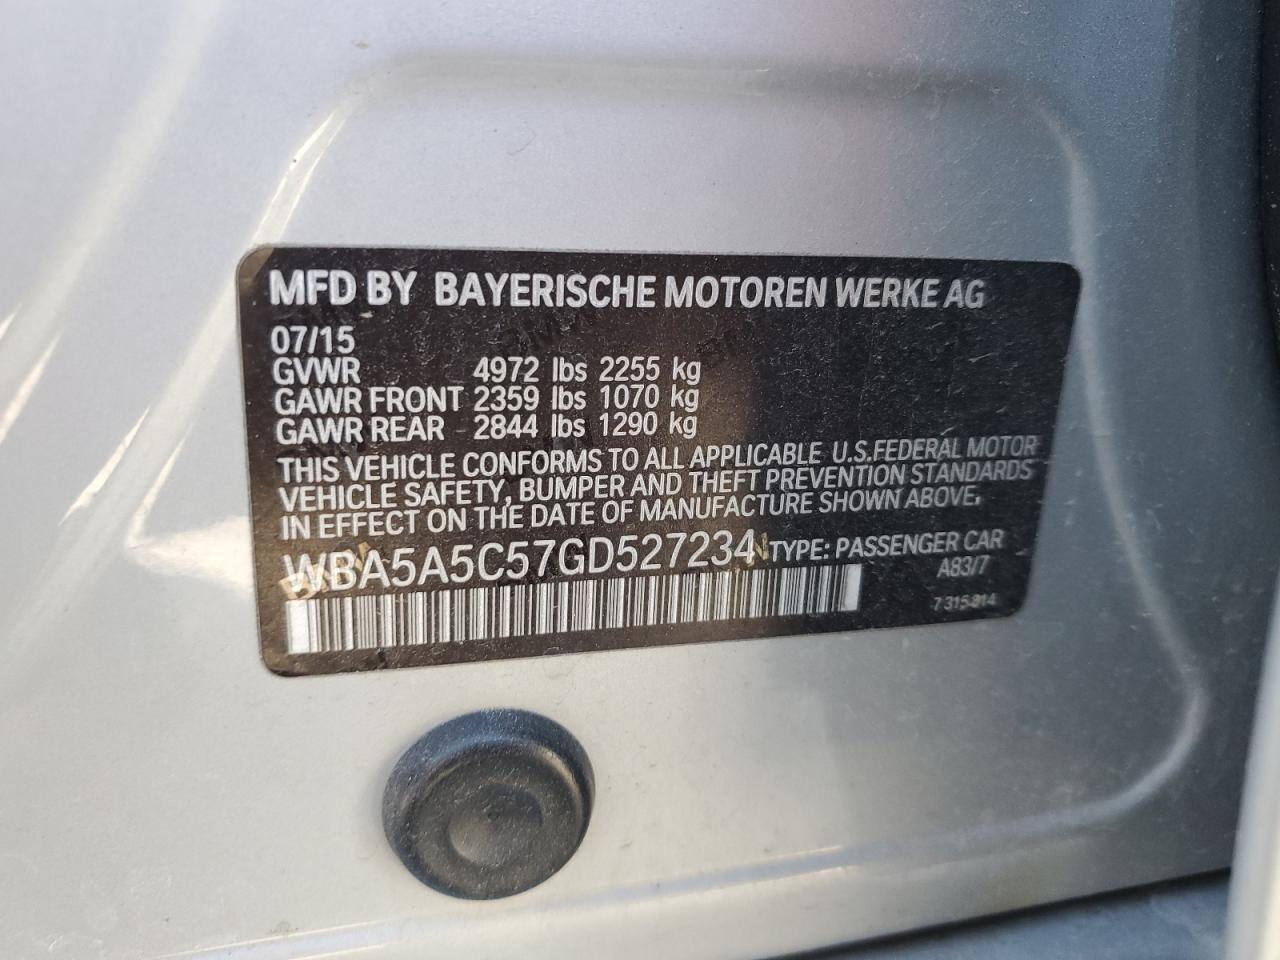 MFD BY BAYERISCHE MOTOREN WERKE AG
07/15
GVWR 4972 lbs 2255 kg
GAWR FRONT 2359 lbs 1070 kg
GAWR REAR 2844 lbs 1290 kg
THIS VEHICLE CONFORMS TO ALL APPLICABLE U.S.FEDERAL MOTOR
VEHICLE SAFETY, BUMPER AND THEFT PREVENTION STANDARDS
IN EFFECT ON THE DATE OF MANUFACTURE SHOWN ABOVE.
WBA5A5C57GD527234 TYPE: PASSENGER CAR
A83/7
7 315-914